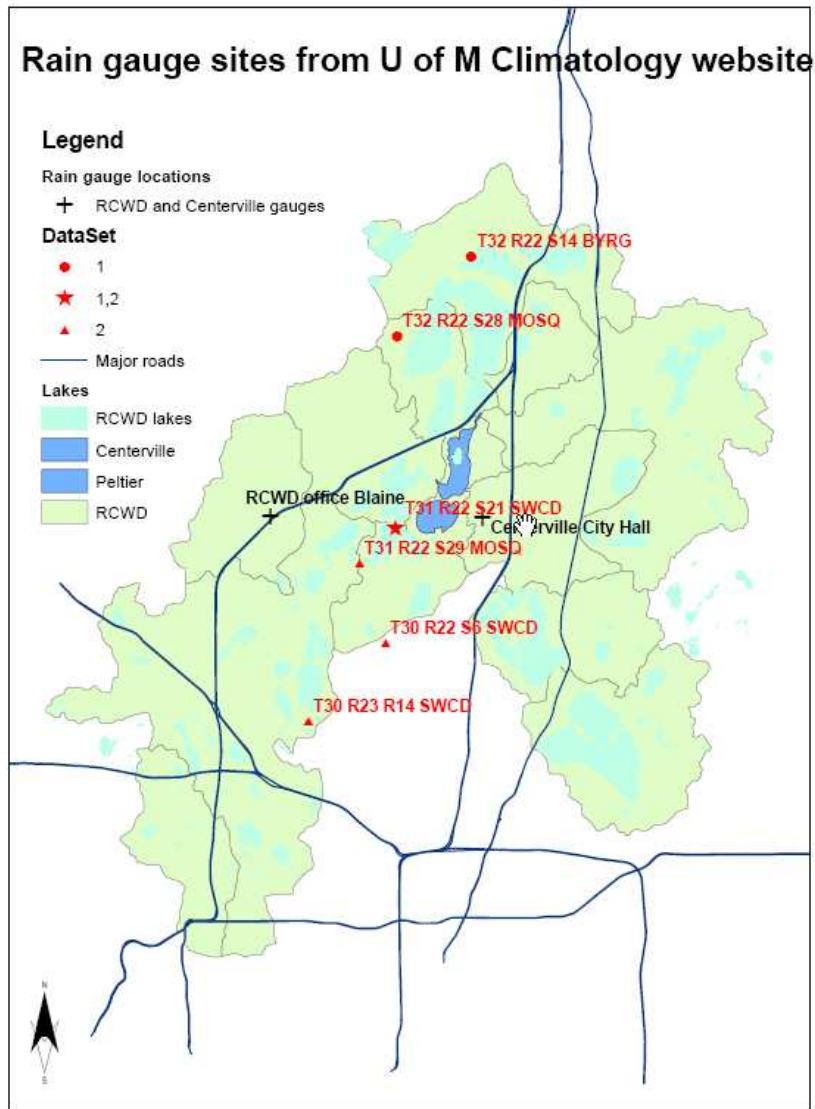 Rain gauge sites from U of M Climatology website
Legend
Rain gauge locations
RCWD and Centerville gauges
DataSet
1
1,2
2
Major roads
Lakes
RCWD lakes
Centerville
Peltier
RCWD
T32 R22 S14 BYRG
T32 R22 S28 MOSQ
RCWD office Blaine
T31 R22 S21 SWCD
Centerville City Hall
T31 R22 S29 MOSQ
T30 R22 S6 SWCD
T30 R23 R14 SWCD
N
S